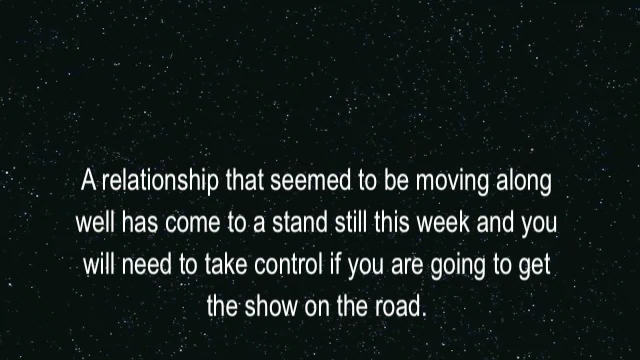 A relationship that seemed to be moving along
well has come to a stand still this week and you
will need to take control if you are going to get
the show on the road.